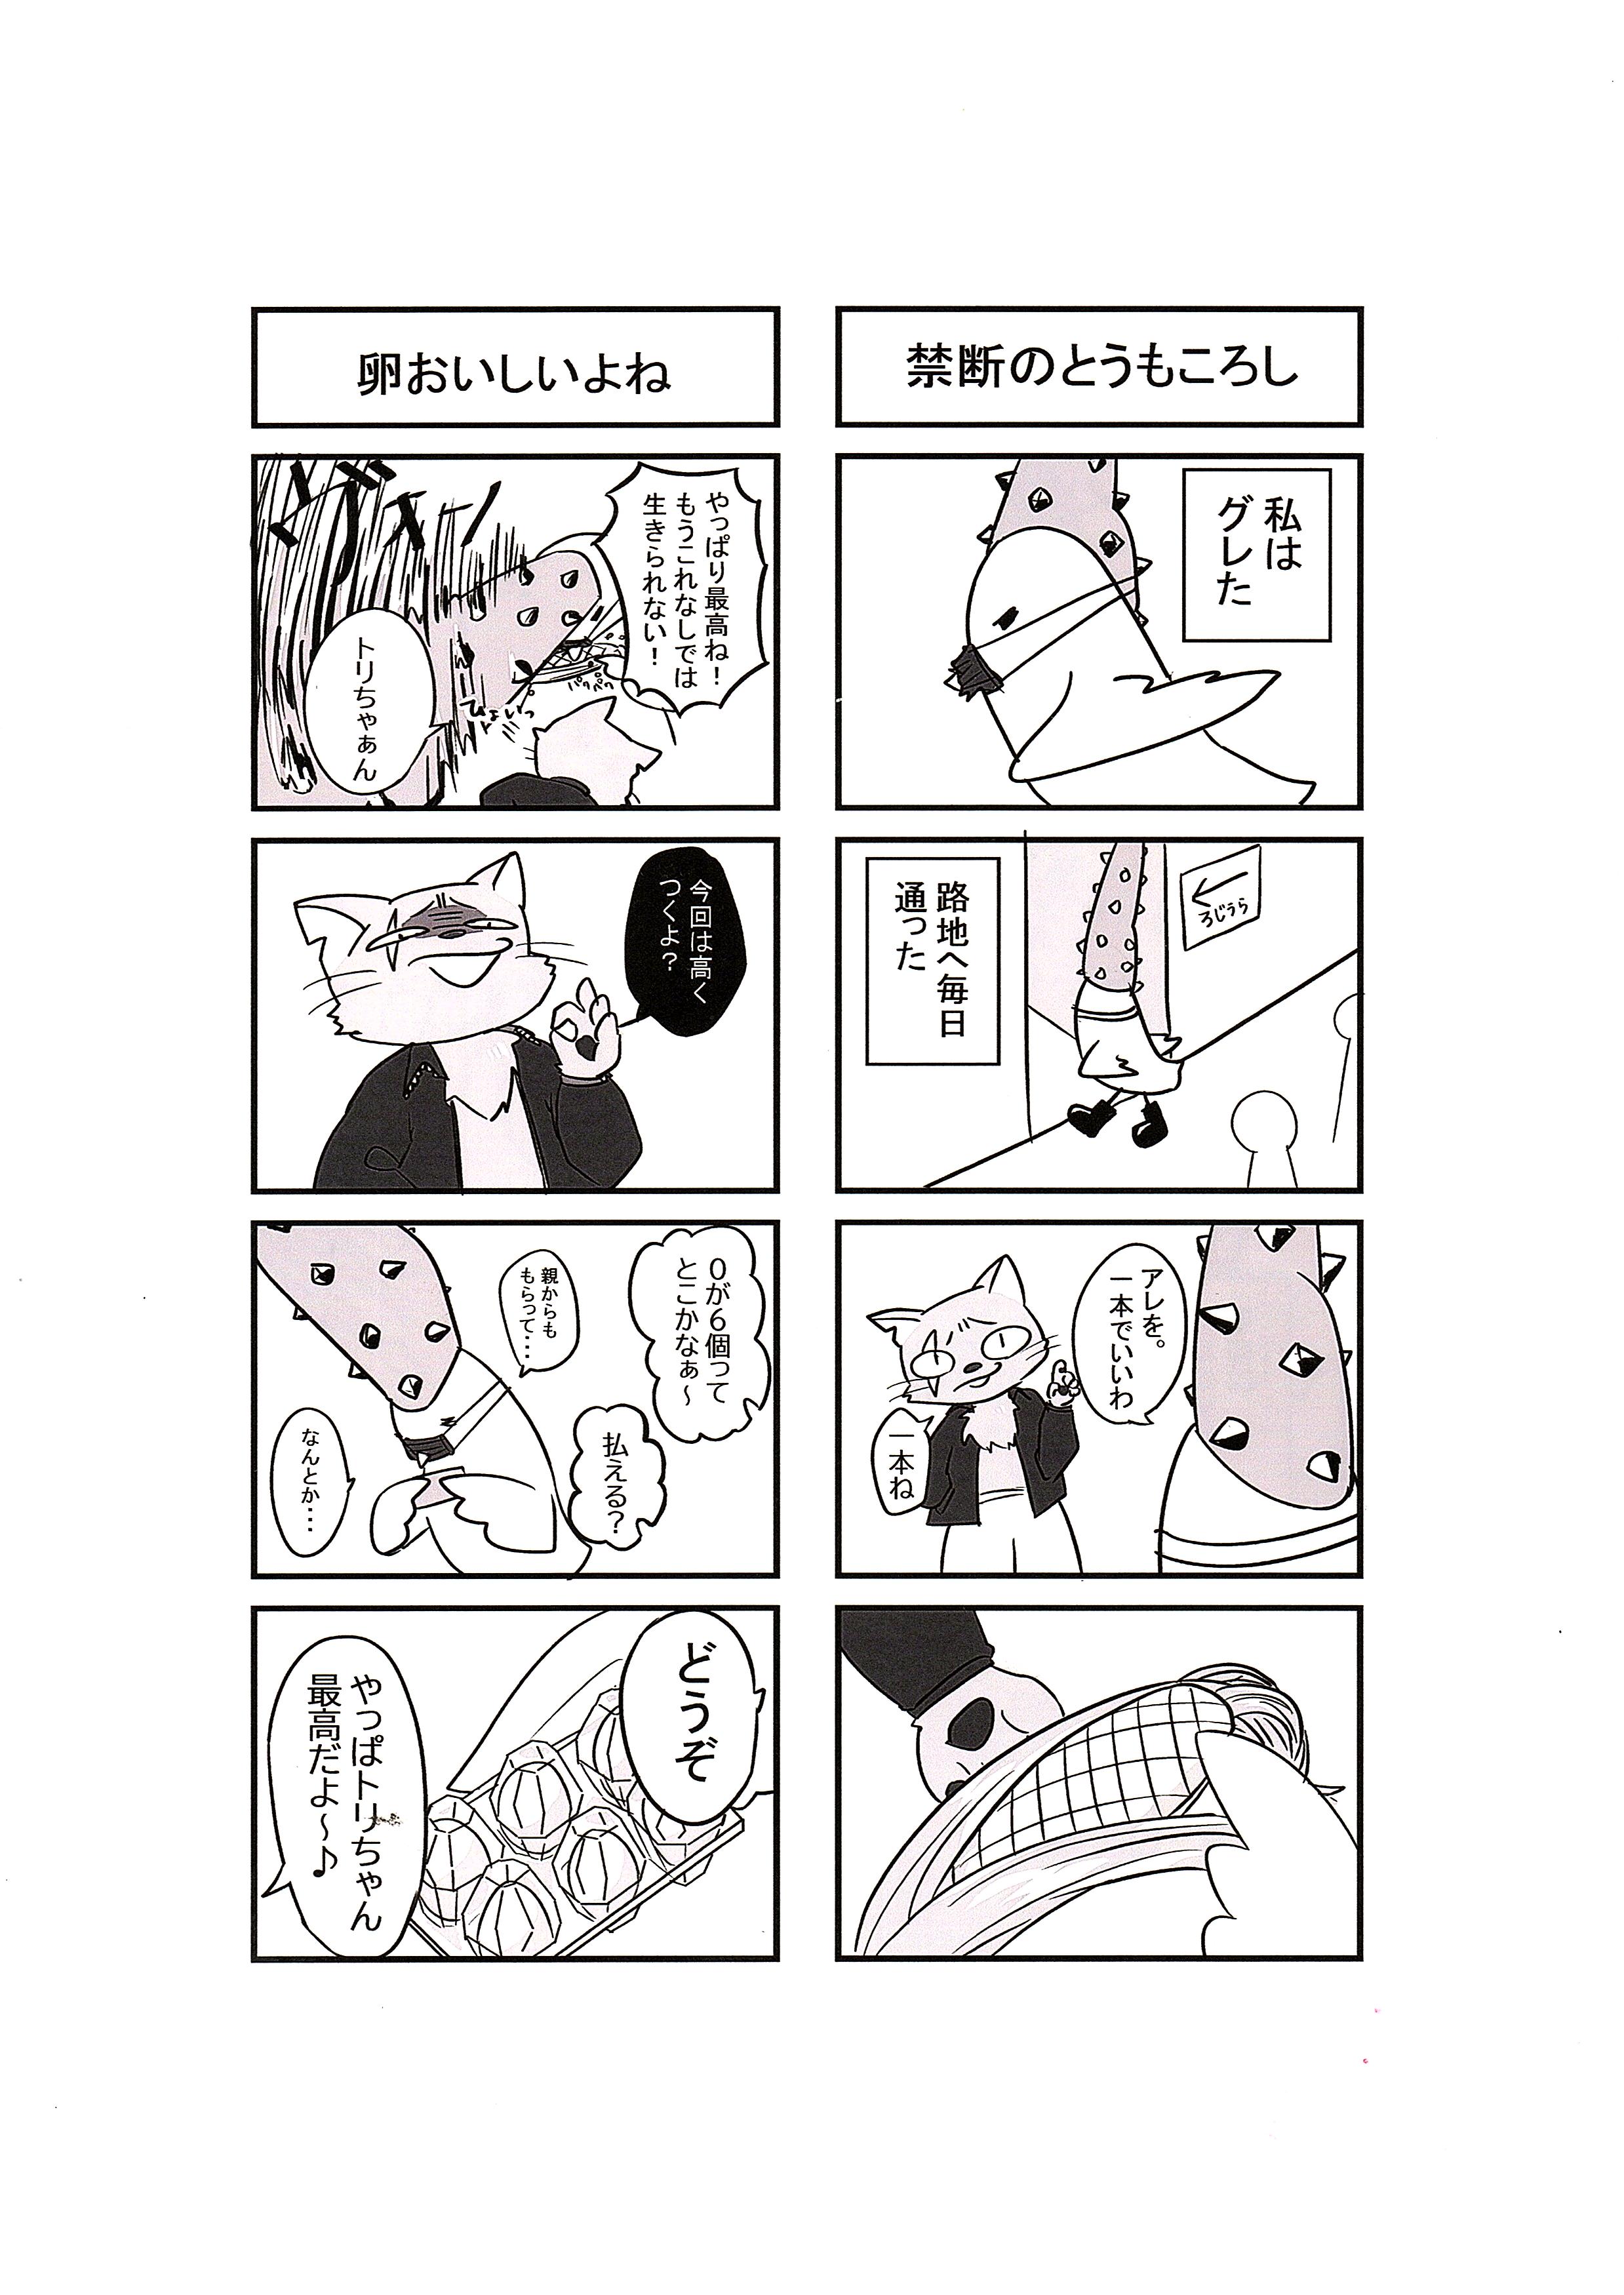 禁断のとうもころし
私は
グレた
路地へ毎日
通った
ろじうら
アレを。
一本でいいわ
一本ね
卵おいしいよね
やっぱり最高ね！
もうこれなしでは
生きられない！
パクパク
ひょいっ
トリちゃぁん
今回は高く
つくよ？
0が6個って
とこかなぁ～
払える？
親からも
もらって・・・
なんとか・・・
どうぞ
やっぱトリちゃん
最高だよ～♪